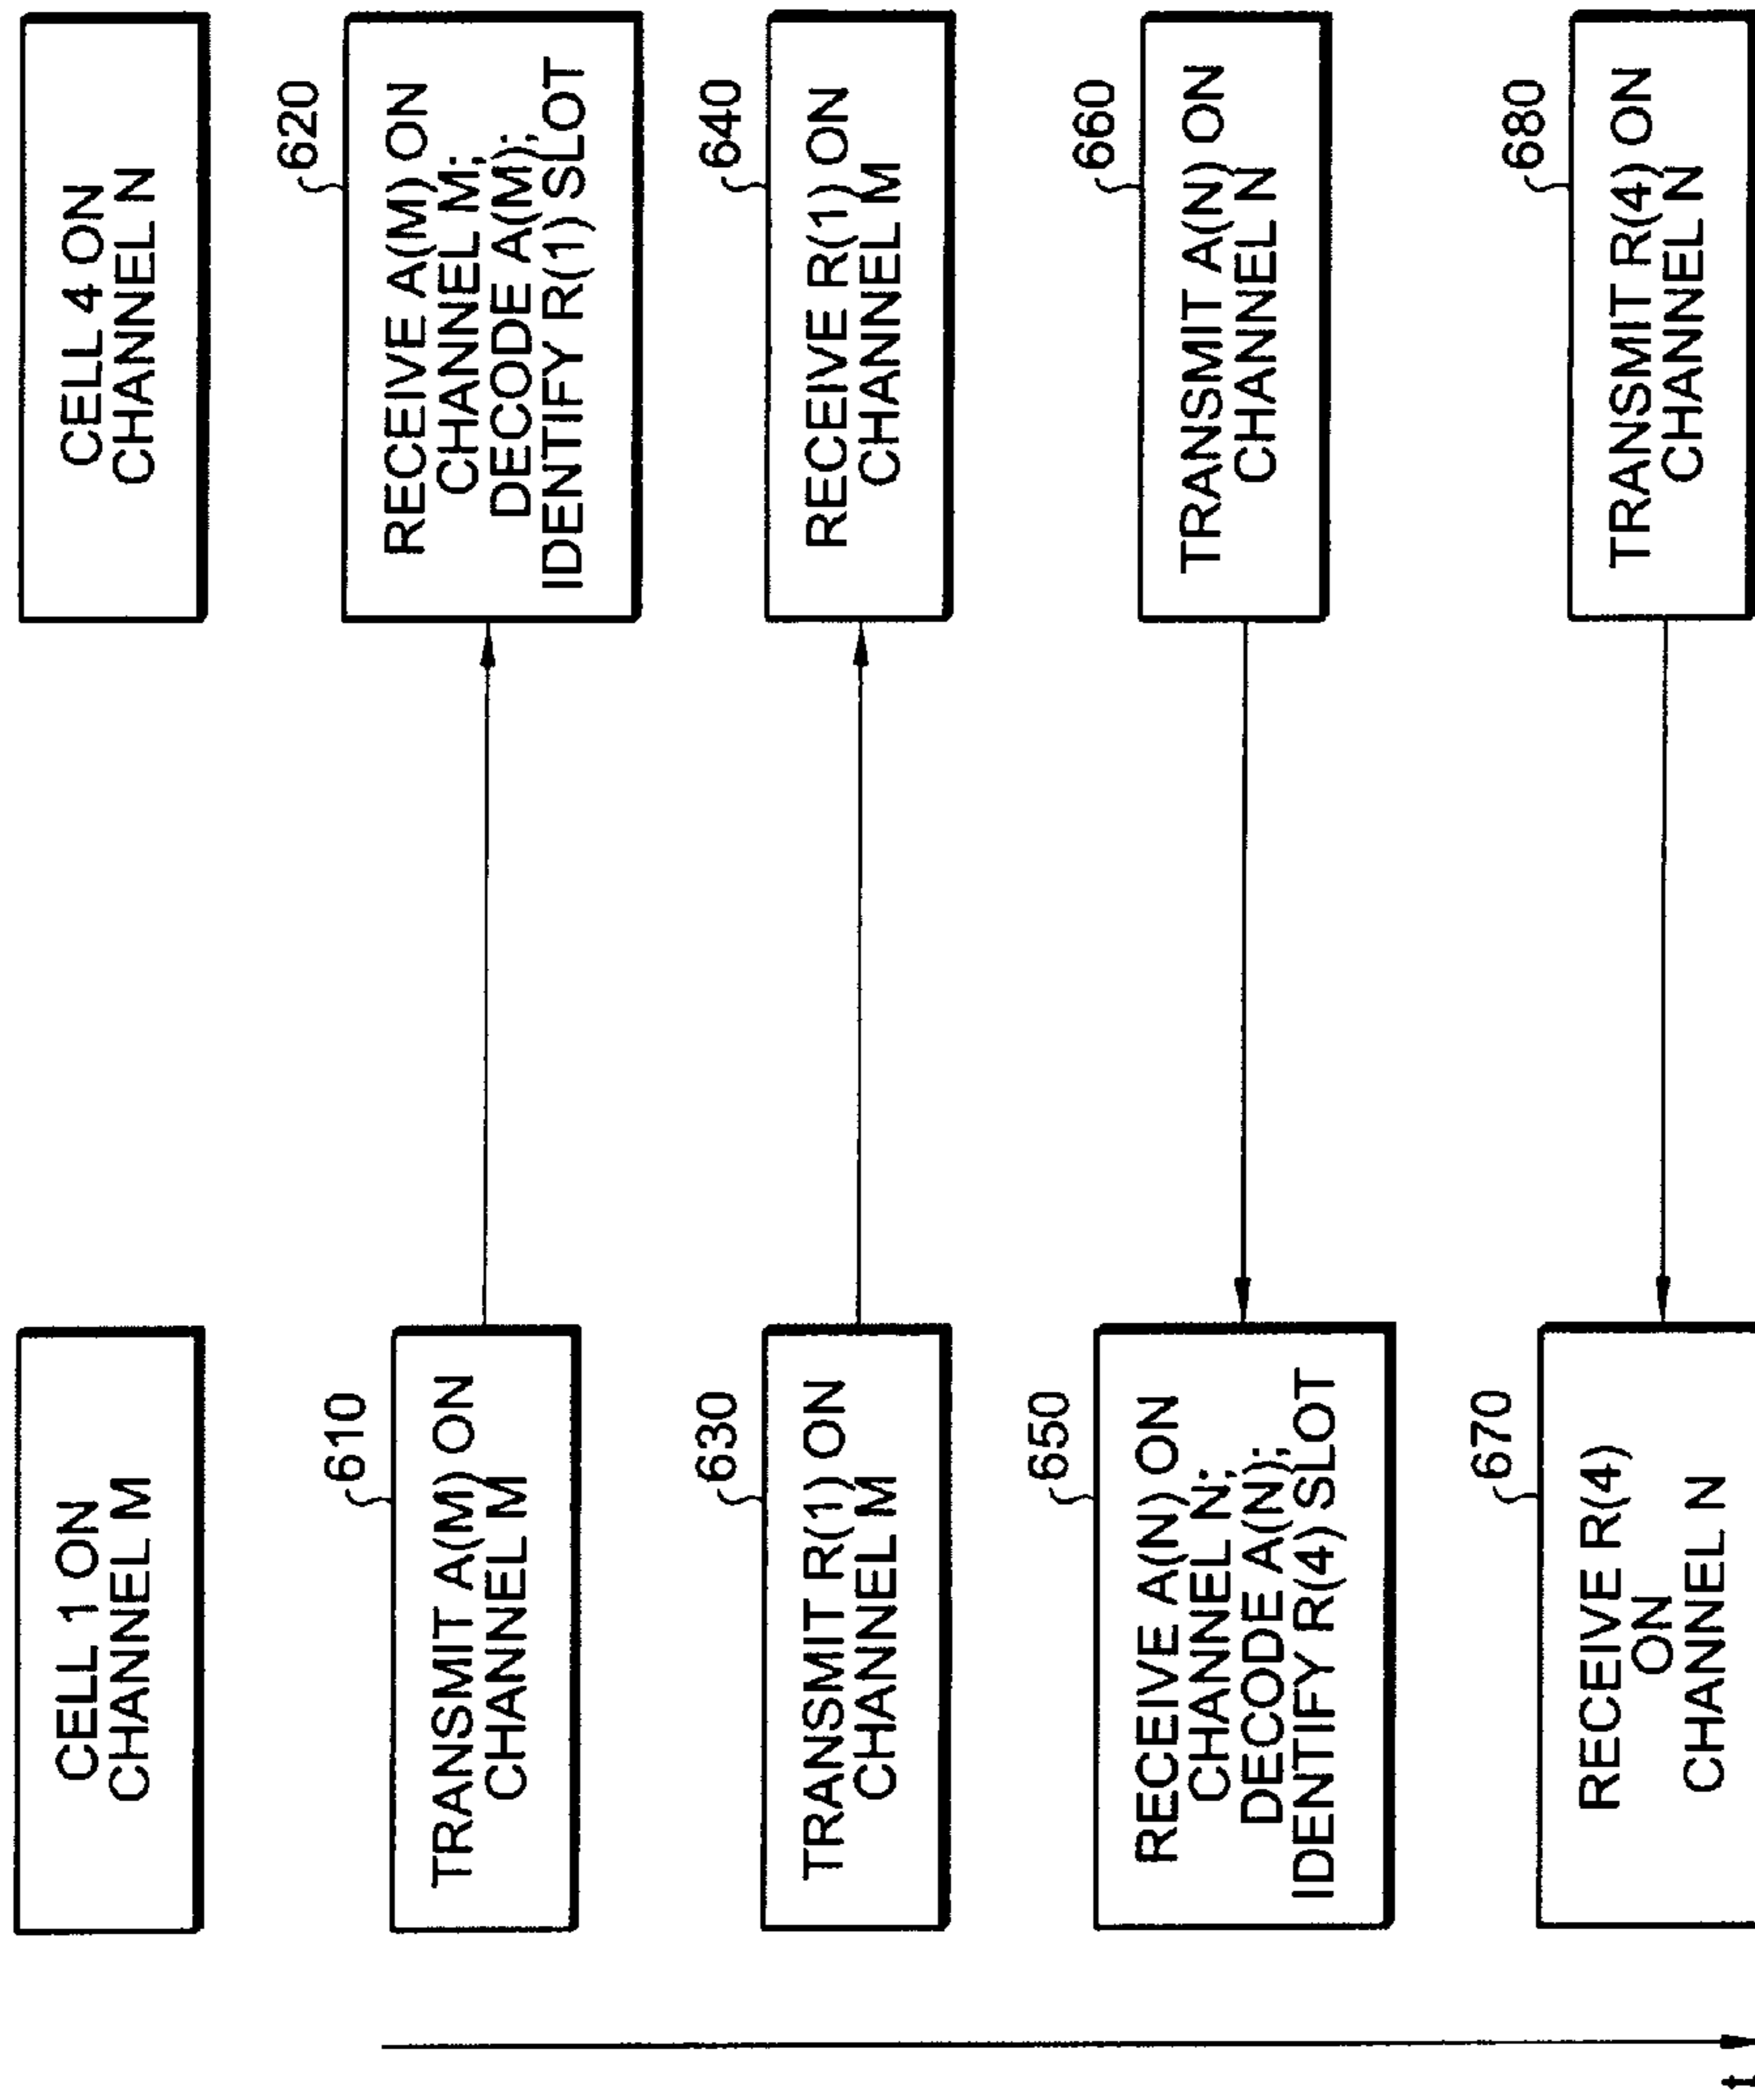 CELL 1 ON
CHANNEL M
CELL 4 ON
CHANNEL N
610
TRANSMIT A(M) ON
CHANNEL M
620
RECEIVE A(M) ON
CHANNEL M;
DECODE A(M);
IDENTIFY R(1) SLOT
630
TRANSMIT R(1) ON
CHANNEL M
640
RECEIVE R(1) ON
CHANNEL M
650
RECEIVE A(N) ON
CHANNEL N;
DECODE A(N);
IDENTIFY R(4) SLOT
660
TRANSMIT A(N) ON
CHANNEL N
670
RECEIVE R(4)
ON
CHANNEL N
680
TRANSMIT R(4) ON
CHANNEL N
t